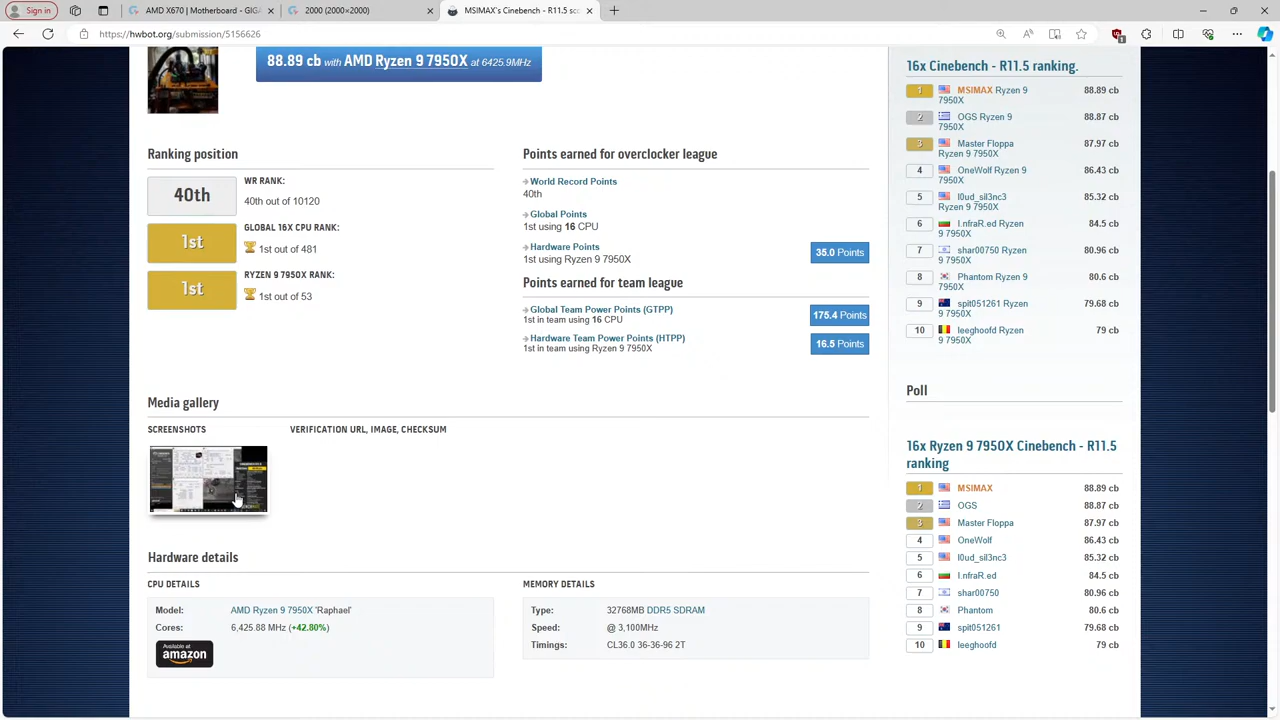 Sign in
AMD X670 | Motherboard - GIGA
2000 (2000×2000)
MSIMAX's Cinebench - R11.5 sco
https://hwbot.org/submission/5156626
88.89 cb with AMD Ryzen 9 7950X at 6425.9MHz
Ranking position
40th
WR RANK:
40th out of 10120
1st
GLOBAL 16X CPU RANK:
1st out of 481
1st
RYZEN 9 7950X RANK:
1st out of 53
Points earned for overclocker league
World Record Points
40th
Global Points
1st using 16 CPU
Hardware Points
1st using Ryzen 9 7950X
35.0 Points
Points earned for team league
Global Team Power Points (GTPP)
1st in team using 16 CPU
175.4 Points
Hardware Team Power Points (HTPP)
1st in team using Ryzen 9 7950X
16.5 Points
Media gallery
SCREENSHOTS
VERIFICATION URL, IMAGE, CHECKSUM
Hardware details
CPU DETAILS
Model: AMD Ryzen 9 7950X 'Raphael'
Cores: 6,425.88 MHz (+42.80%)
Available at
amazon
MEMORY DETAILS
Type: 32768MB DDR5 SDRAM
Speed: @ 3,100MHz
Timings: CL36.0 36-36-96 2T
16x Cinebench - R11.5 ranking.
1 MSIMAX Ryzen 9 88.89 cb
7950X
2 OGS Ryzen 9 88.87 cb
7950X
3 Master Floppa 87.97 cb
Ryzen 9 7950X
4 OneWolf Ryzen 9 86.43 cb
7950X
5 l0ud_sil3nc3 85.32 cb
Ryzen 9 7950X
6 I.nfraR.ed Ryzen 84.5 cb
9 7950X
7 shar00750 Ryzen 80.96 cb
9 7950X
8 Phantom Ryzen 9 80.6 cb
7950X
9 spit051261 Ryzen 79.68 cb
9 7950X
10 leeghoofd Ryzen 79 cb
9 7950X
Poll
16x Ryzen 9 7950X Cinebench - R11.5
ranking
1 MSIMAX 88.89 cb
2 OGS 88.87 cb
3 Master Floppa 87.97 cb
4 OneWolf 86.43 cb
5 l0ud_sil3nc3 85.32 cb
6 I.nfraR.ed 84.5 cb
7 shar00750 80.96 cb
8 Phantom 80.6 cb
9 spit051261 79.68 cb
10 leeghoofd 79 cb